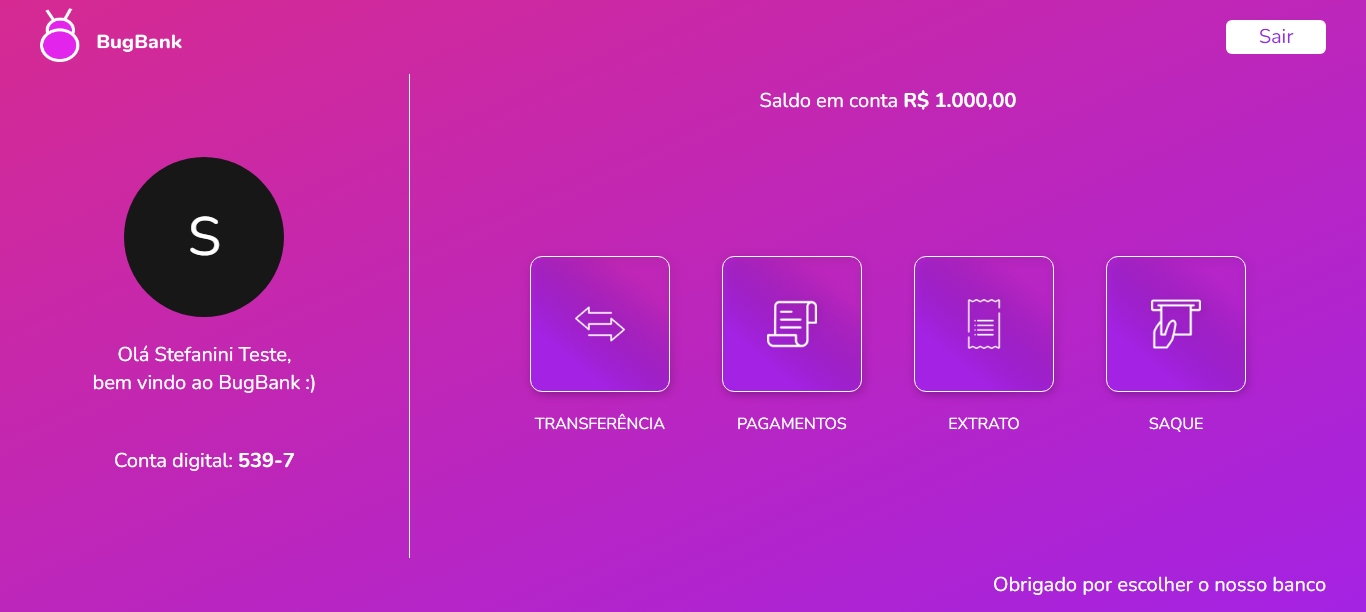 BugBank
Sair
Saldo em conta R$ 1.000,00
S
Olá Stefanini Teste,
bem vindo ao BugBank :)
Conta digital: 539-7
TRANSFERÊNCIA
PAGAMENTOS
EXTRATO
SAQUE
Obrigado por escolher o nosso banco